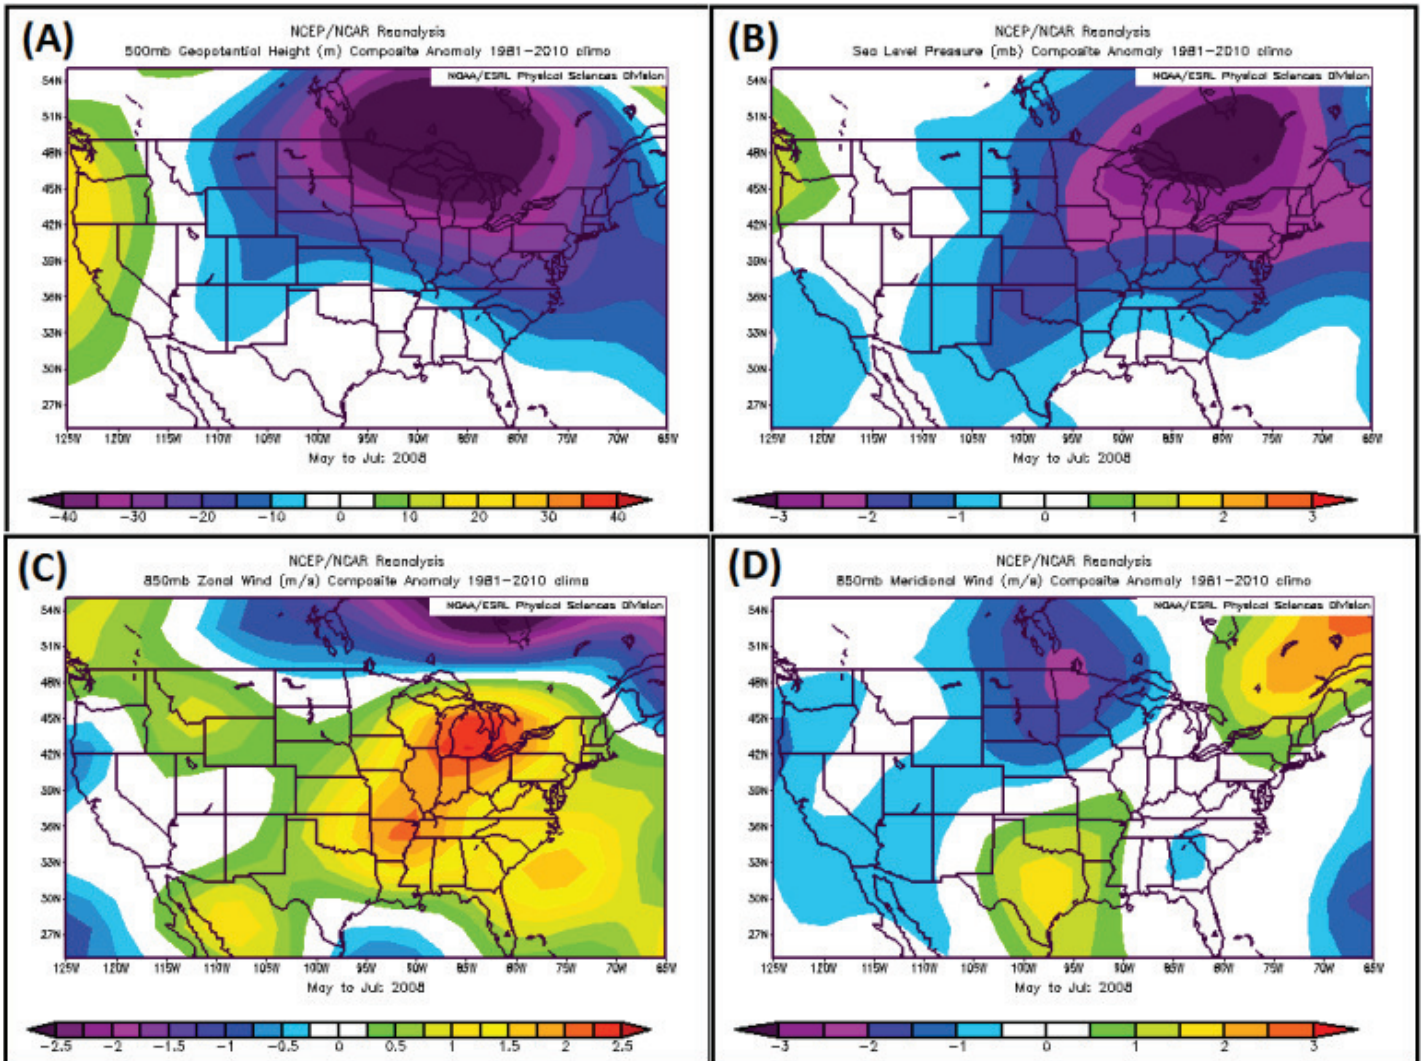 (A)
NCEP/NCAR Reanalysis
500mb Geopotential Height (m) Composite Anomaly 1981-2010 climo
NOAA/ESRL Physical Sciences Division
54N
51N
48N
45N
42N
39N
36N
33N
30N
27N
125W 120W 115W 110W 105W 100W 95W 90W 85W 80W 75W 70W 65W
May to Jul: 2008
-40 -30 -20 -10 0 10 20 30 40
(B)
NCEP/NCAR Reanalysis
Sea Level Pressure (mb) Composite Anomaly 1981-2010 climo
NOAA/ESRL Physical Sciences Division
54N
51N
48N
45N
42N
39N
36N
33N
30N
27N
125W 120W 115W 110W 105W 100W 95W 90W 85W 80W 75W 70W 65W
May to Jul: 2008
-3 -2 -1 0 1 2 3
(C)
NCEP/NCAR Reanalysis
850mb Zonal Wind (m/s) Composite Anomaly 1981-2010 climo
NOAA/ESRL Physical Sciences Division
54N
51N
48N
45N
42N
39N
36N
33N
30N
27N
125W 120W 115W 110W 105W 100W 95W 90W 85W 80W 75W 70W 65W
May to Jul: 2008
-2.5 -2 -1.5 -1 -0.5 0 0.5 1 1.5 2 2.5
(D)
NCEP/NCAR Reanalysis
850mb Meridional Wind (m/s) Composite Anomaly 1981-2010 climo
NOAA/ESRL Physical Sciences Division
54N
51N
48N
45N
42N
39N
36N
33N
30N
27N
125W 120W 115W 110W 105W 100W 95W 90W 85W 80W 75W 70W 65W
May to Jul: 2008
-3 -2 -1 0 1 2 3